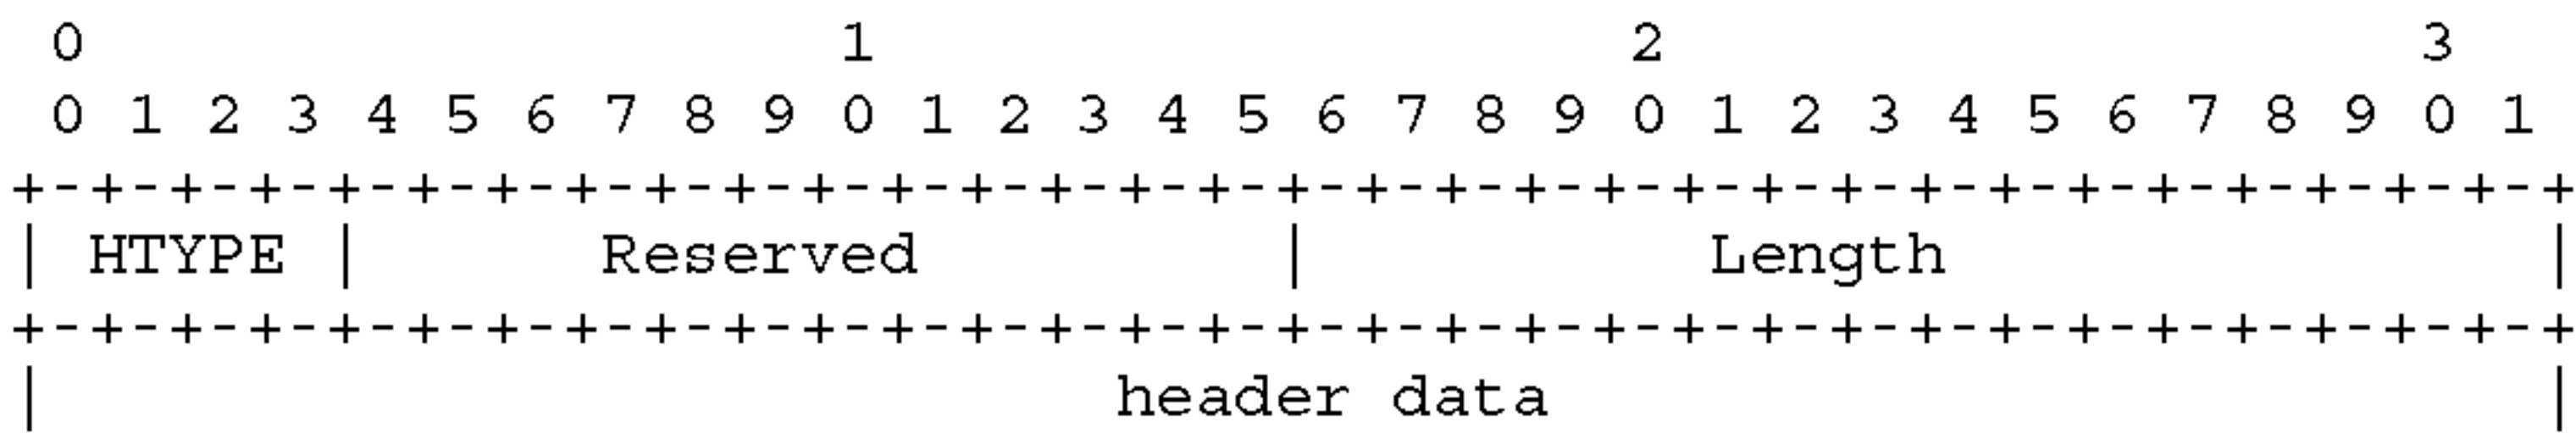 0                   1                   2                   3
 0 1 2 3 4 5 6 7 8 9 0 1 2 3 4 5 6 7 8 9 0 1 2 3 4 5 6 7 8 9 0 1
+-+-+-+-+-+-+-+-+-+-+-+-+-+-+-+-+-+-+-+-+-+-+-+-+-+-+-+-+-+-+-+-+
| HTYPE |      Reserved         |          Length               |
+-+-+-+-+-+-+-+-+-+-+-+-+-+-+-+-+-+-+-+-+-+-+-+-+-+-+-+-+-+-+-+-+
|                           header data                         |